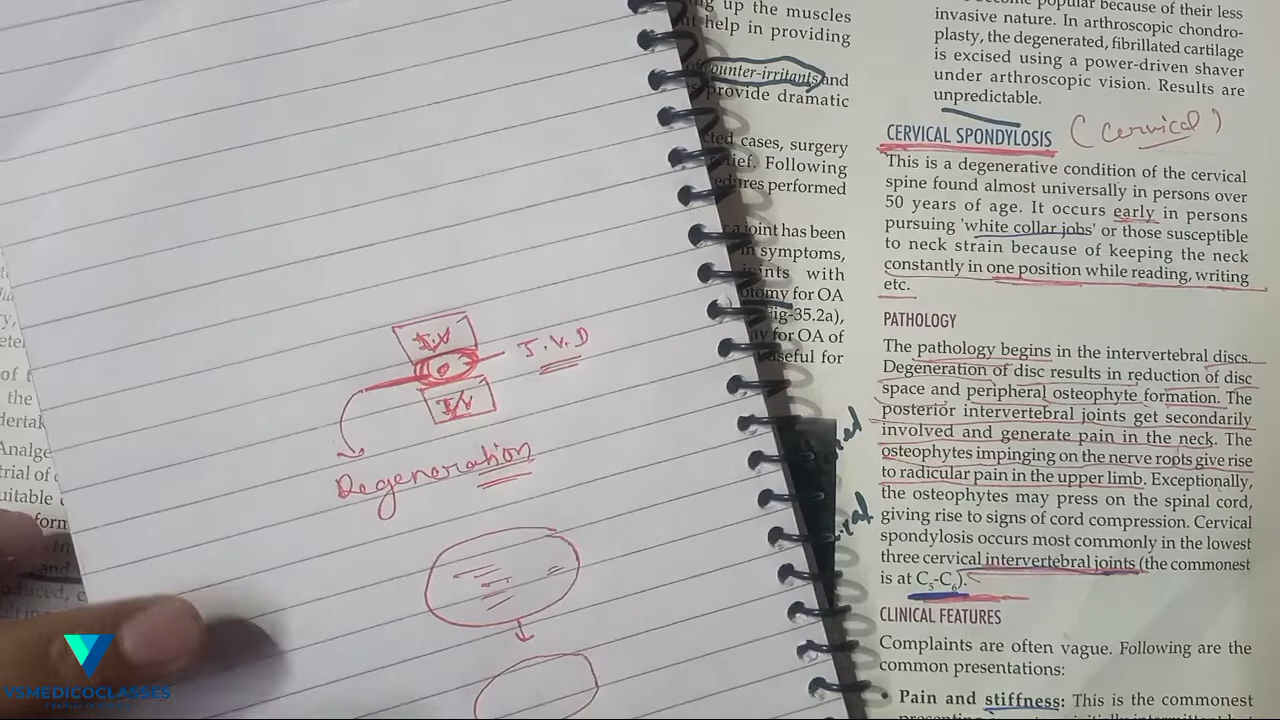 up the muscles
help in providing
counter-irritants and
provide dramatic
cases, surgery
Following
performed
joint has been
symptoms,
with
for OA
for OA of
useful for
popular because of their less
invasive nature. In arthroscopic chondro-
plasty, the degenerated, fibrillated cartilage
is excised using a power-driven shaver
under arthroscopic vision. Results are
unpredictable.
CERVICAL SPONDYLOSIS (Cervical)
This is a degenerative condition of the cervical
spine found almost universally in persons over
50 years of age. It occurs early in persons
pursuing 'white collar jobs' or those susceptible
to neck strain because of keeping the neck
constantly in one position while reading, writing
etc.
PATHOLOGY
The pathology begins in the intervertebral discs.
Degeneration of disc results in reduction of disc
space and peripheral osteophyte formation. The
posterior intervertebral joints get secondarily
involved and generate pain in the neck. The
osteophytes impinging on the nerve roots give rise
to radicular pain in the upper limb. Exceptionally,
the osteophytes may press on the spinal cord,
giving rise to signs of cord compression. Cervical
spondylosis occurs most commonly in the lowest
three cervical intervertebral joints (the commonest
is at C5-C6).
CLINICAL FEATURES
Complaints are often vague. Following are the
common presentations:
• Pain and stiffness: This is the commonest
I.V
I.V.D
I.V
Degeneration
of
the
Analge
trial of
VSMEDICOCLASSES